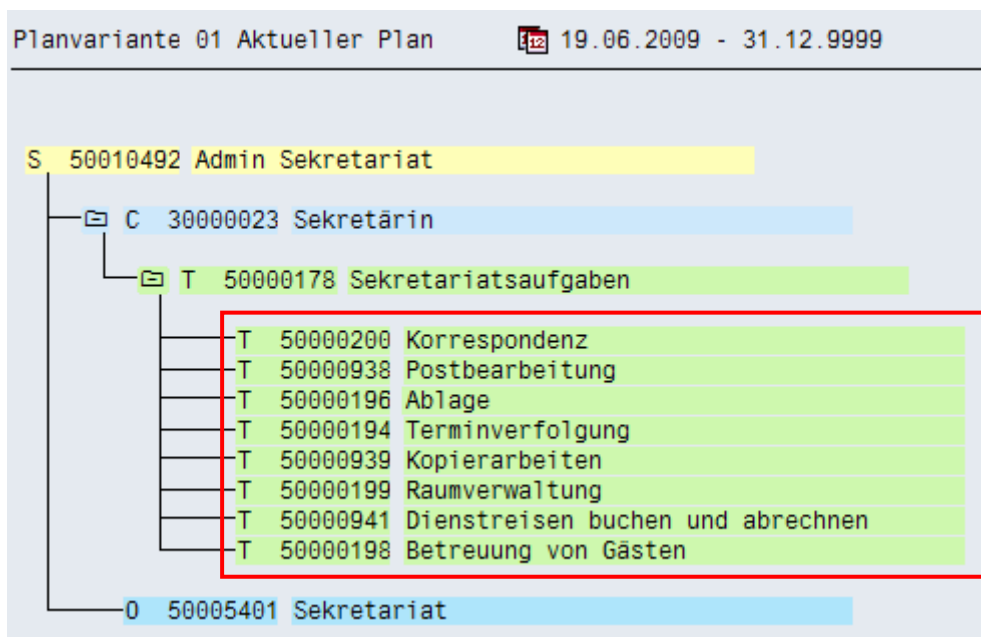 Planvariante 01 Aktueller Plan 12 19.06.2009 - 31.12.9999
S 50010492 Admin Sekretariat
C 30000023 Sekretärin
T 50000178 Sekretariatsaufgaben
T 50000200 Korrespondenz
T 50000938 Postbearbeitung
T 50000196 Ablage
T 50000194 Terminverfolgung
T 50000939 Kopierarbeiten
T 50000199 Raumverwaltung
T 50000941 Dienstreisen buchen und abrechnen
T 50000198 Betreuung von Gästen
O 50005401 Sekretariat